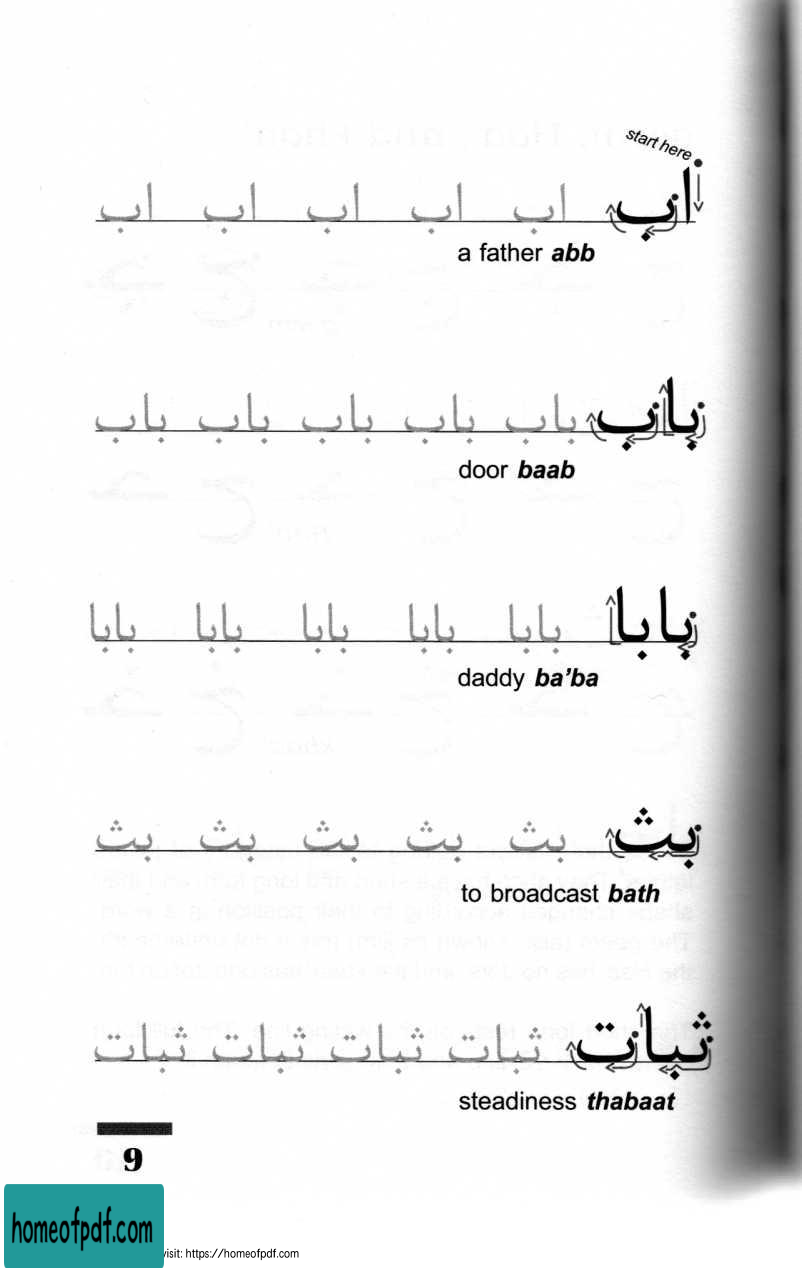 start here
اب اب اب اب اب اب
a father abb
باب باب باب باب باب باب
door baab
بابا بابا بابا بابا بابا بابا
daddy ba'ba
بث بث بث بث بث بث
to broadcast bath
ثبات ثبات ثبات ثبات ثبات
steadiness thabaat
9
homeofpdf.com
visit: https://homeofpdf.com